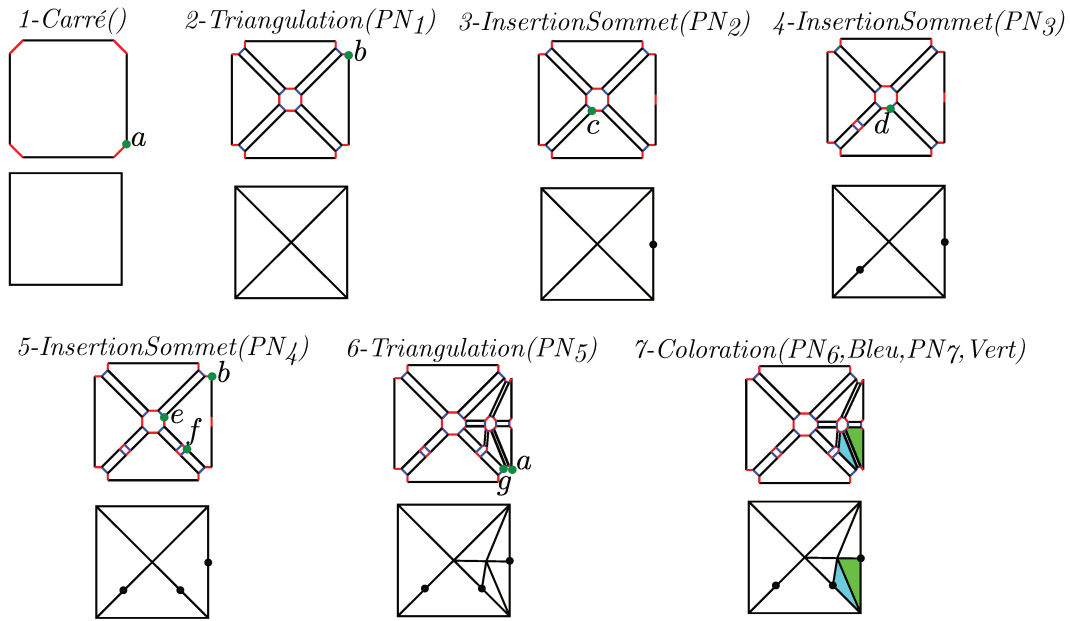 1-Carré()
2-Triangulation(PN1)
3-InsertionSommet(PN2)
4-InsertionSommet(PN3)
a
b
c
d
5-InsertionSommet(PN4)
6-Triangulation(PN5)
7-Coloration(PN6,Bleu,PN7,Vert)
b
e
f
a
g